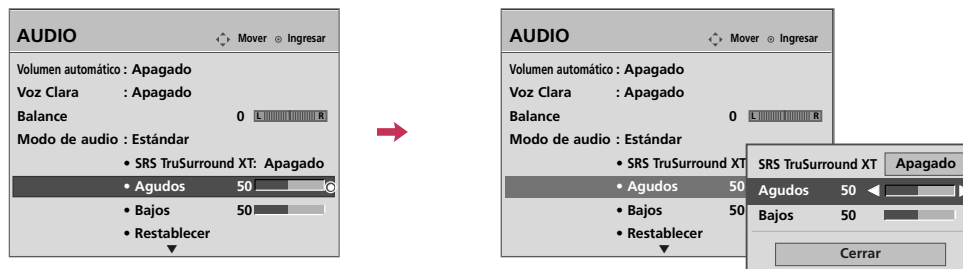 AUDIO Mover Ingresar
Volumen automático : Apagado
Voz Clara : Apagado
Balance 0 L R
Modo de audio : Estándar
• SRS TruSurround XT: Apagado
• Agudos 50
• Bajos 50
• Restablecer
AUDIO Mover Ingresar
Volumen automático : Apagado
Voz Clara : Apagado
Balance 0 L R
Modo de audio : Estándar
• SRS TruSurround XT
• Agudos 50
• Bajos 50
• Restablecer
SRS TruSurround XT Apagado
Agudos 50
Bajos 50
Cerrar